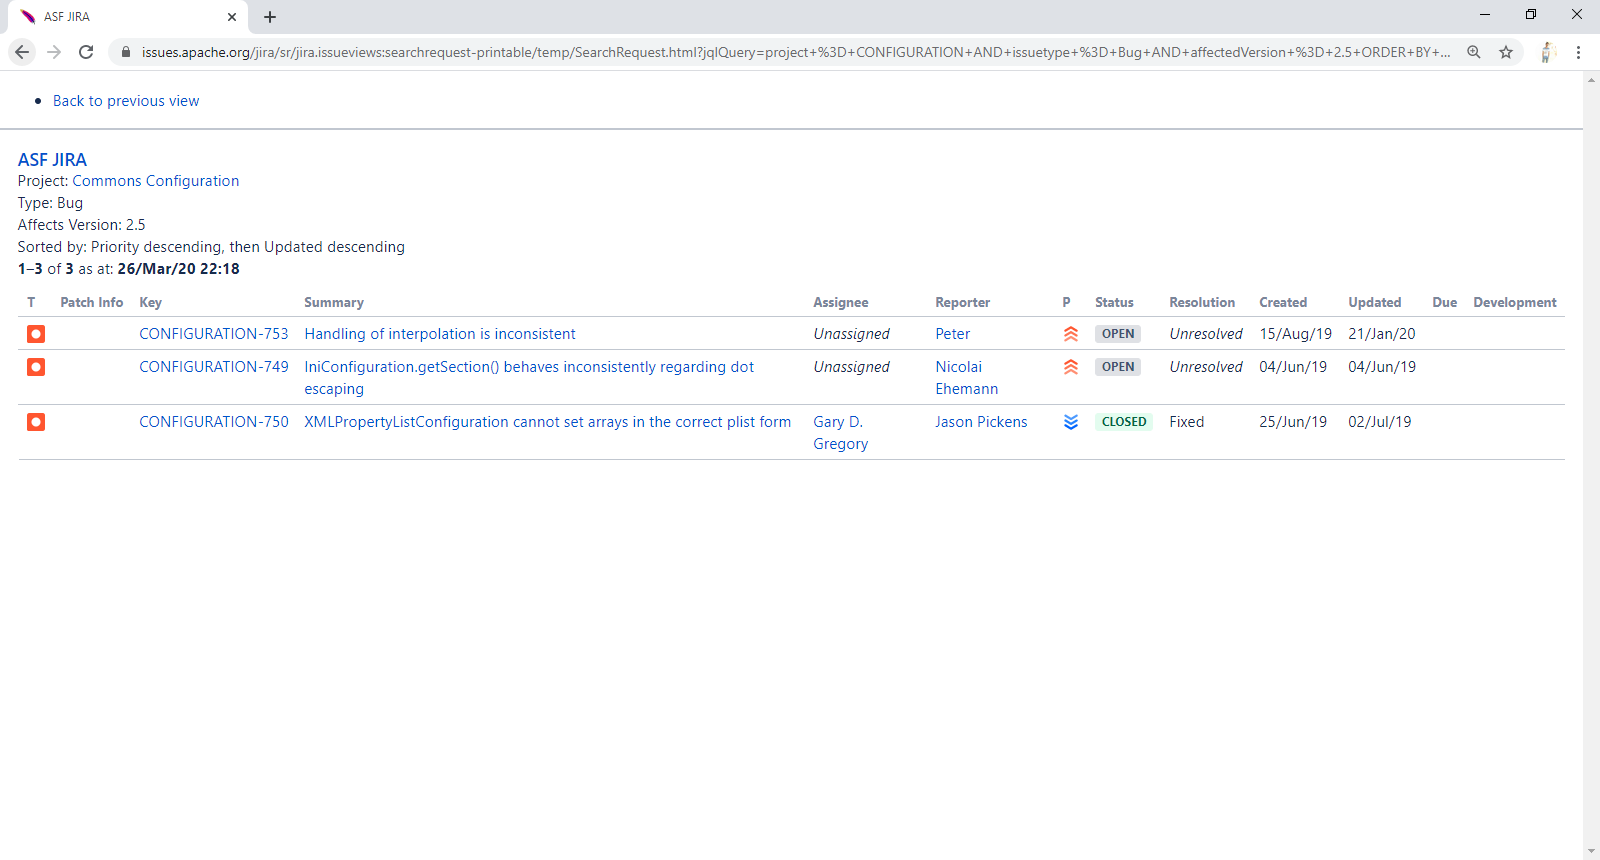 ASF JIRA
issues.apache.org/jira/sr/jira.issueviews:searchrequest-printable/temp/SearchRequest.html?jqlQuery=project+%3D+CONFIGURATION+AND+issuetype+%3D+Bug+AND+affectedVersion+%3D+2.5+ORDER+BY+...
Back to previous view
ASF JIRA
Project: Commons Configuration
Type: Bug
Affects Version: 2.5
Sorted by: Priority descending, then Updated descending
1–3 of 3 as at: 26/Mar/20 22:18
T Patch Info Key Summary Assignee Reporter P Status Resolution Created Updated Due Development
CONFIGURATION-753 Handling of interpolation is inconsistent Unassigned Peter OPEN Unresolved 15/Aug/19 21/Jan/20
CONFIGURATION-749 IniConfiguration.getSection() behaves inconsistently regarding dot Unassigned Nicolai OPEN Unresolved 04/Jun/19 04/Jun/19
escaping Ehemann
CONFIGURATION-750 XMLPropertyListConfiguration cannot set arrays in the correct plist form Gary D. Jason Pickens CLOSED Fixed 25/Jun/19 02/Jul/19
Gregory